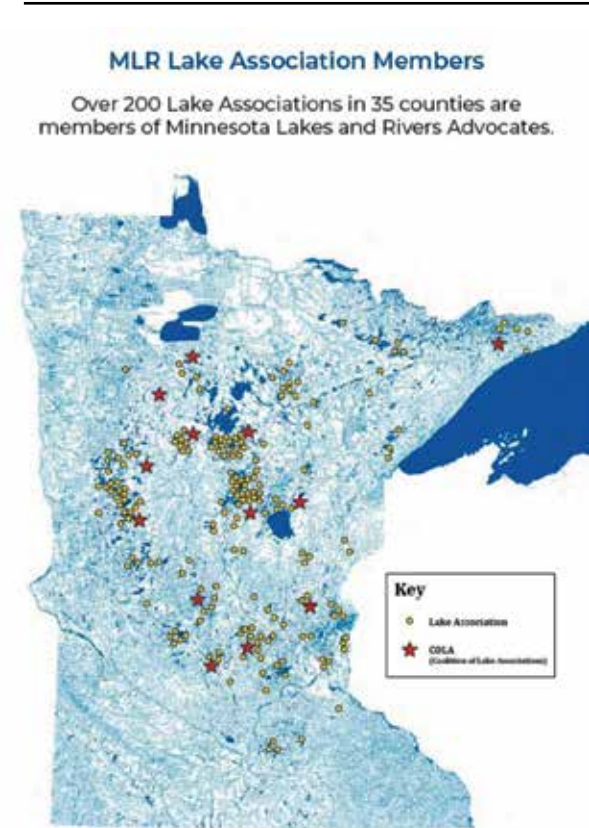 MLR Lake Association Members
Over 200 Lake Associations in 35 counties are
members of Minnesota Lakes and Rivers Advocates.
Key
Lake Association
COLA
(Coalition of Lake Associations)